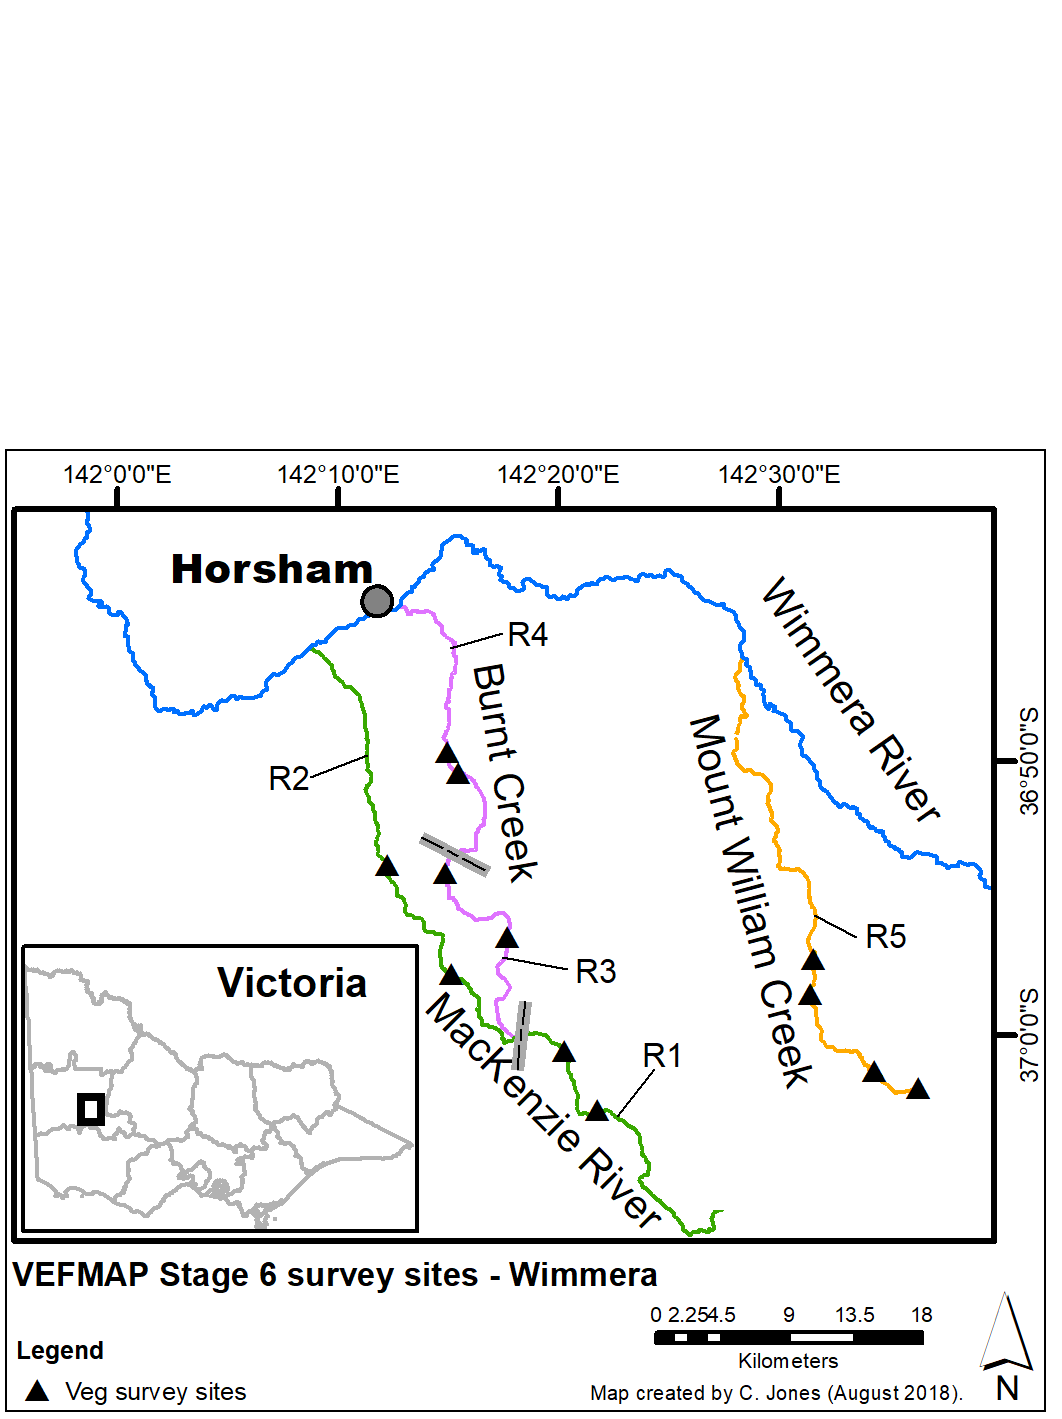 142°0'0"E 142°10'0"E 142°20'0"E 142°30'0"E
Horsham
R4
Wimmera River
Burnt Creek
36°50'0"S
R2
Mount William Creek
R5
R3
Victoria
MacKenzie River
37°0'0"S
R1
VEFMAP Stage 6 survey sites - Wimmera
0 2.25 4.5 9 13.5 18
Kilometers
Legend
Veg survey sites
Map created by C. Jones (August 2018).
N